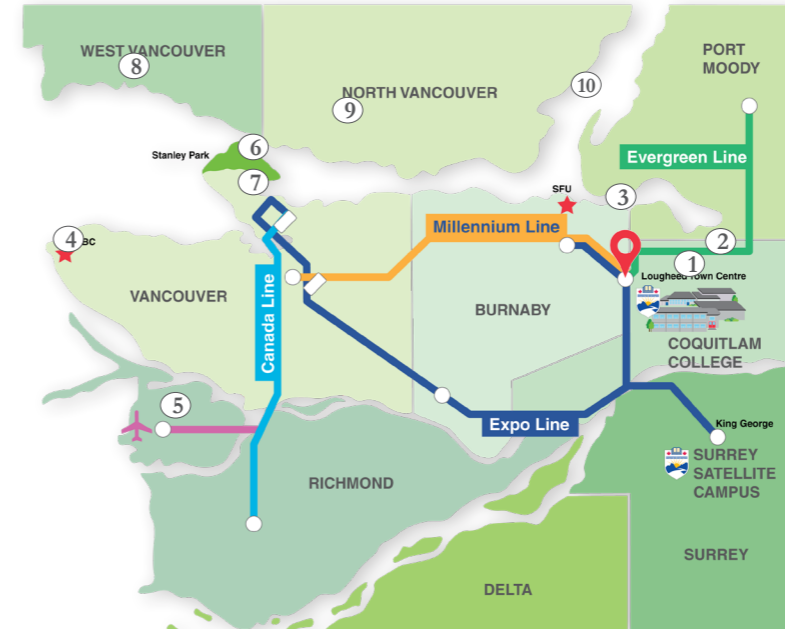 WEST VANCOUVER
8
NORTH VANCOUVER
9
10
PORT
MOODY
Stanley Park
6
7
Evergreen Line
SFU
3
4
BC
Millennium Line
2
1
Lougheed Town Centre
VANCOUVER
Canada Line
BURNABY
COQUITLAM
COLLEGE
5
Expo Line
King George
RICHMOND
SURREY
SATELLITE
CAMPUS
SURREY
DELTA